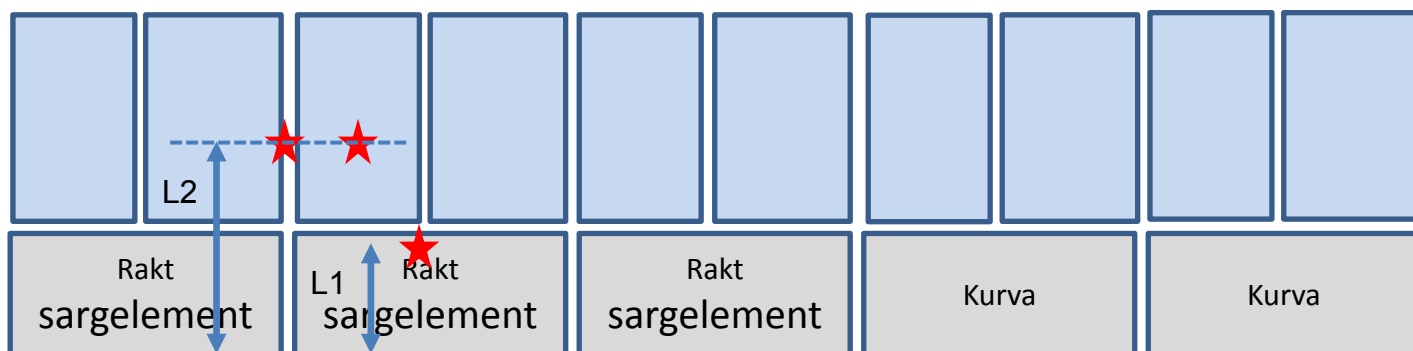 L2
L1
Rakt
sargelement
Rakt
sargelement
Rakt
sargelement
Kurva
Kurva